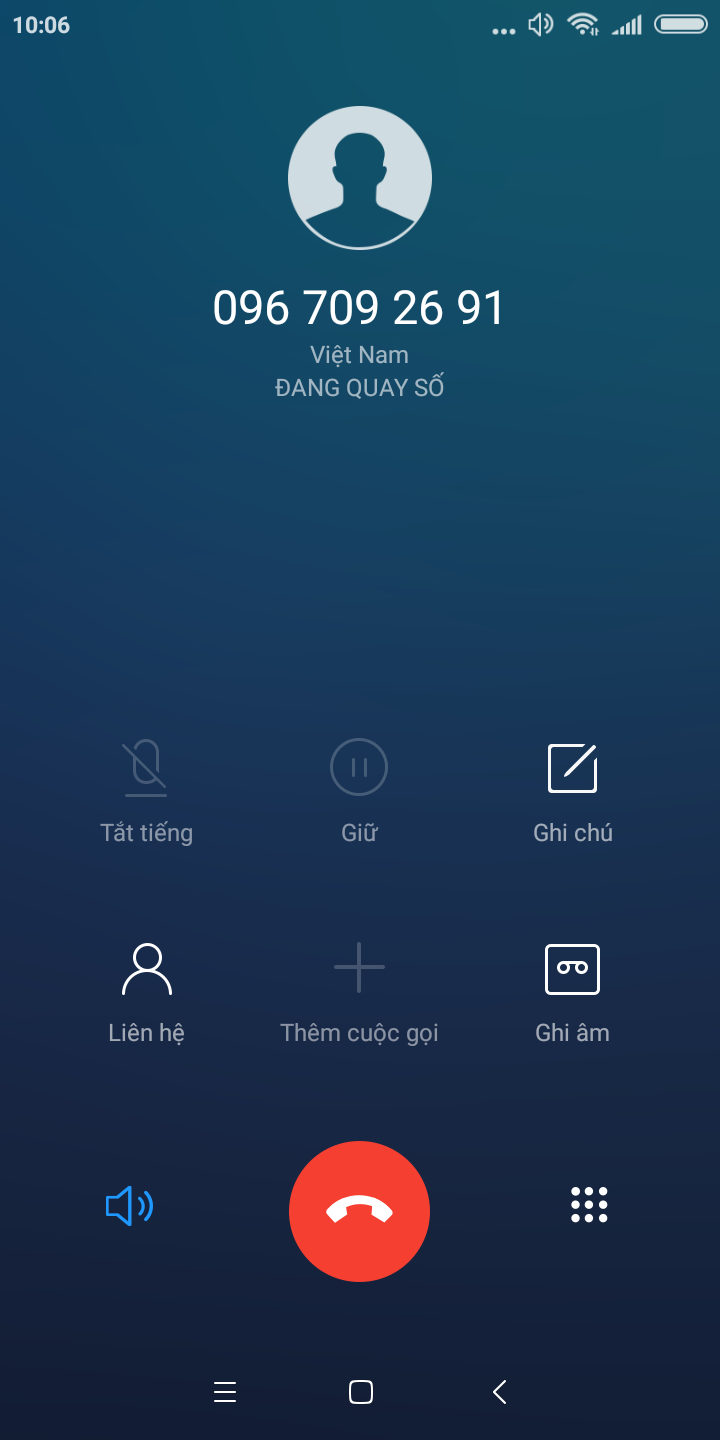 10:06
096 709 26 91
Việt Nam
ĐANG QUAY SỐ
Tắt tiếng
Giữ
Ghi chú
Liên hệ
Thêm cuộc gọi
Ghi âm